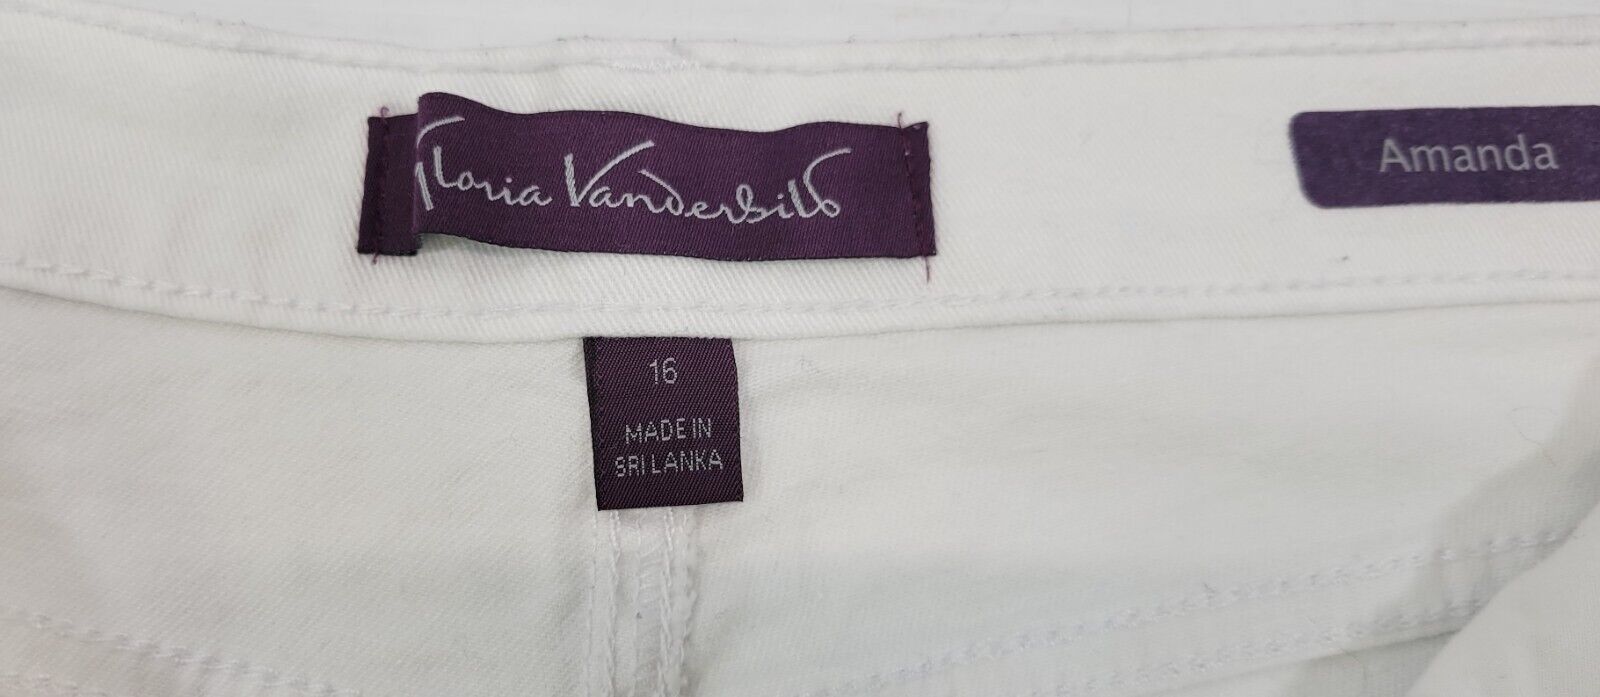 Gloria Vanderbilt
Amanda
16
MADE IN
SRI LANKA